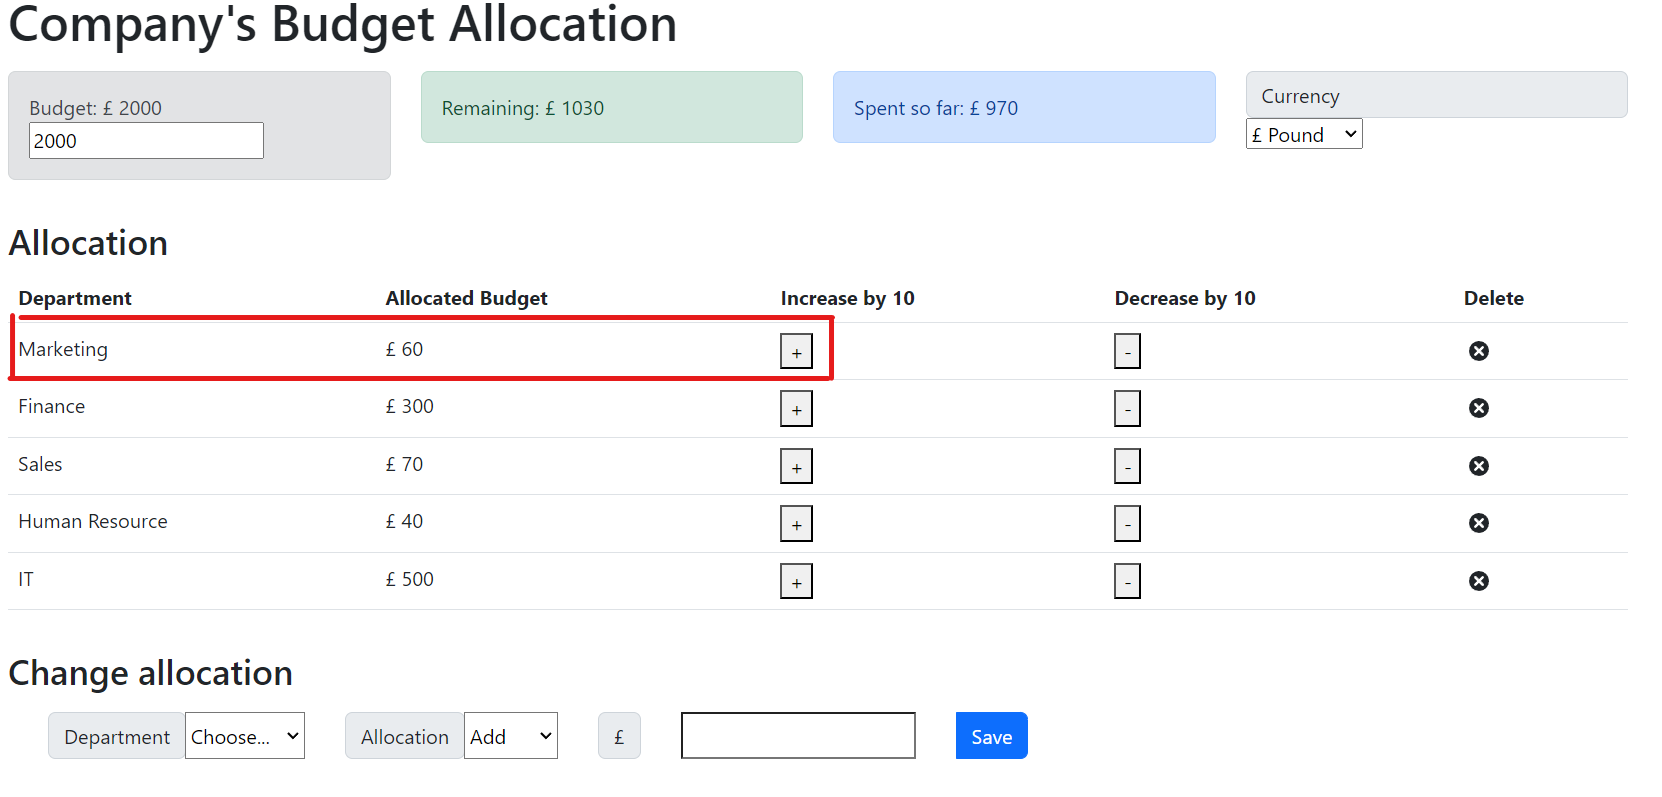 Company's Budget Allocation
Budget: £ 2000
2000
Remaining: £ 1030
Spent so far: £ 970
Currency
£ Pound
Allocation
Department Allocated Budget Increase by 10 Decrease by 10 Delete
Marketing £ 60 + -
Finance £ 300 + -
Sales £ 70 + -
Human Resource £ 40 + -
IT £ 500 + -
Change allocation
Department Choose... Allocation Add £ Save